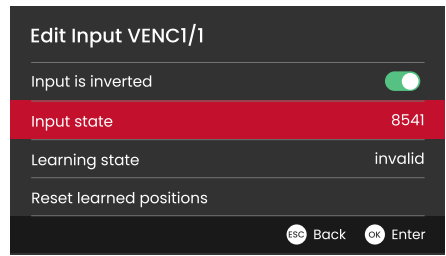 Edit Input VENC1/1
Input is inverted
Input state 8541
Learning state invalid
Reset learned positions
ESC Back OK Enter